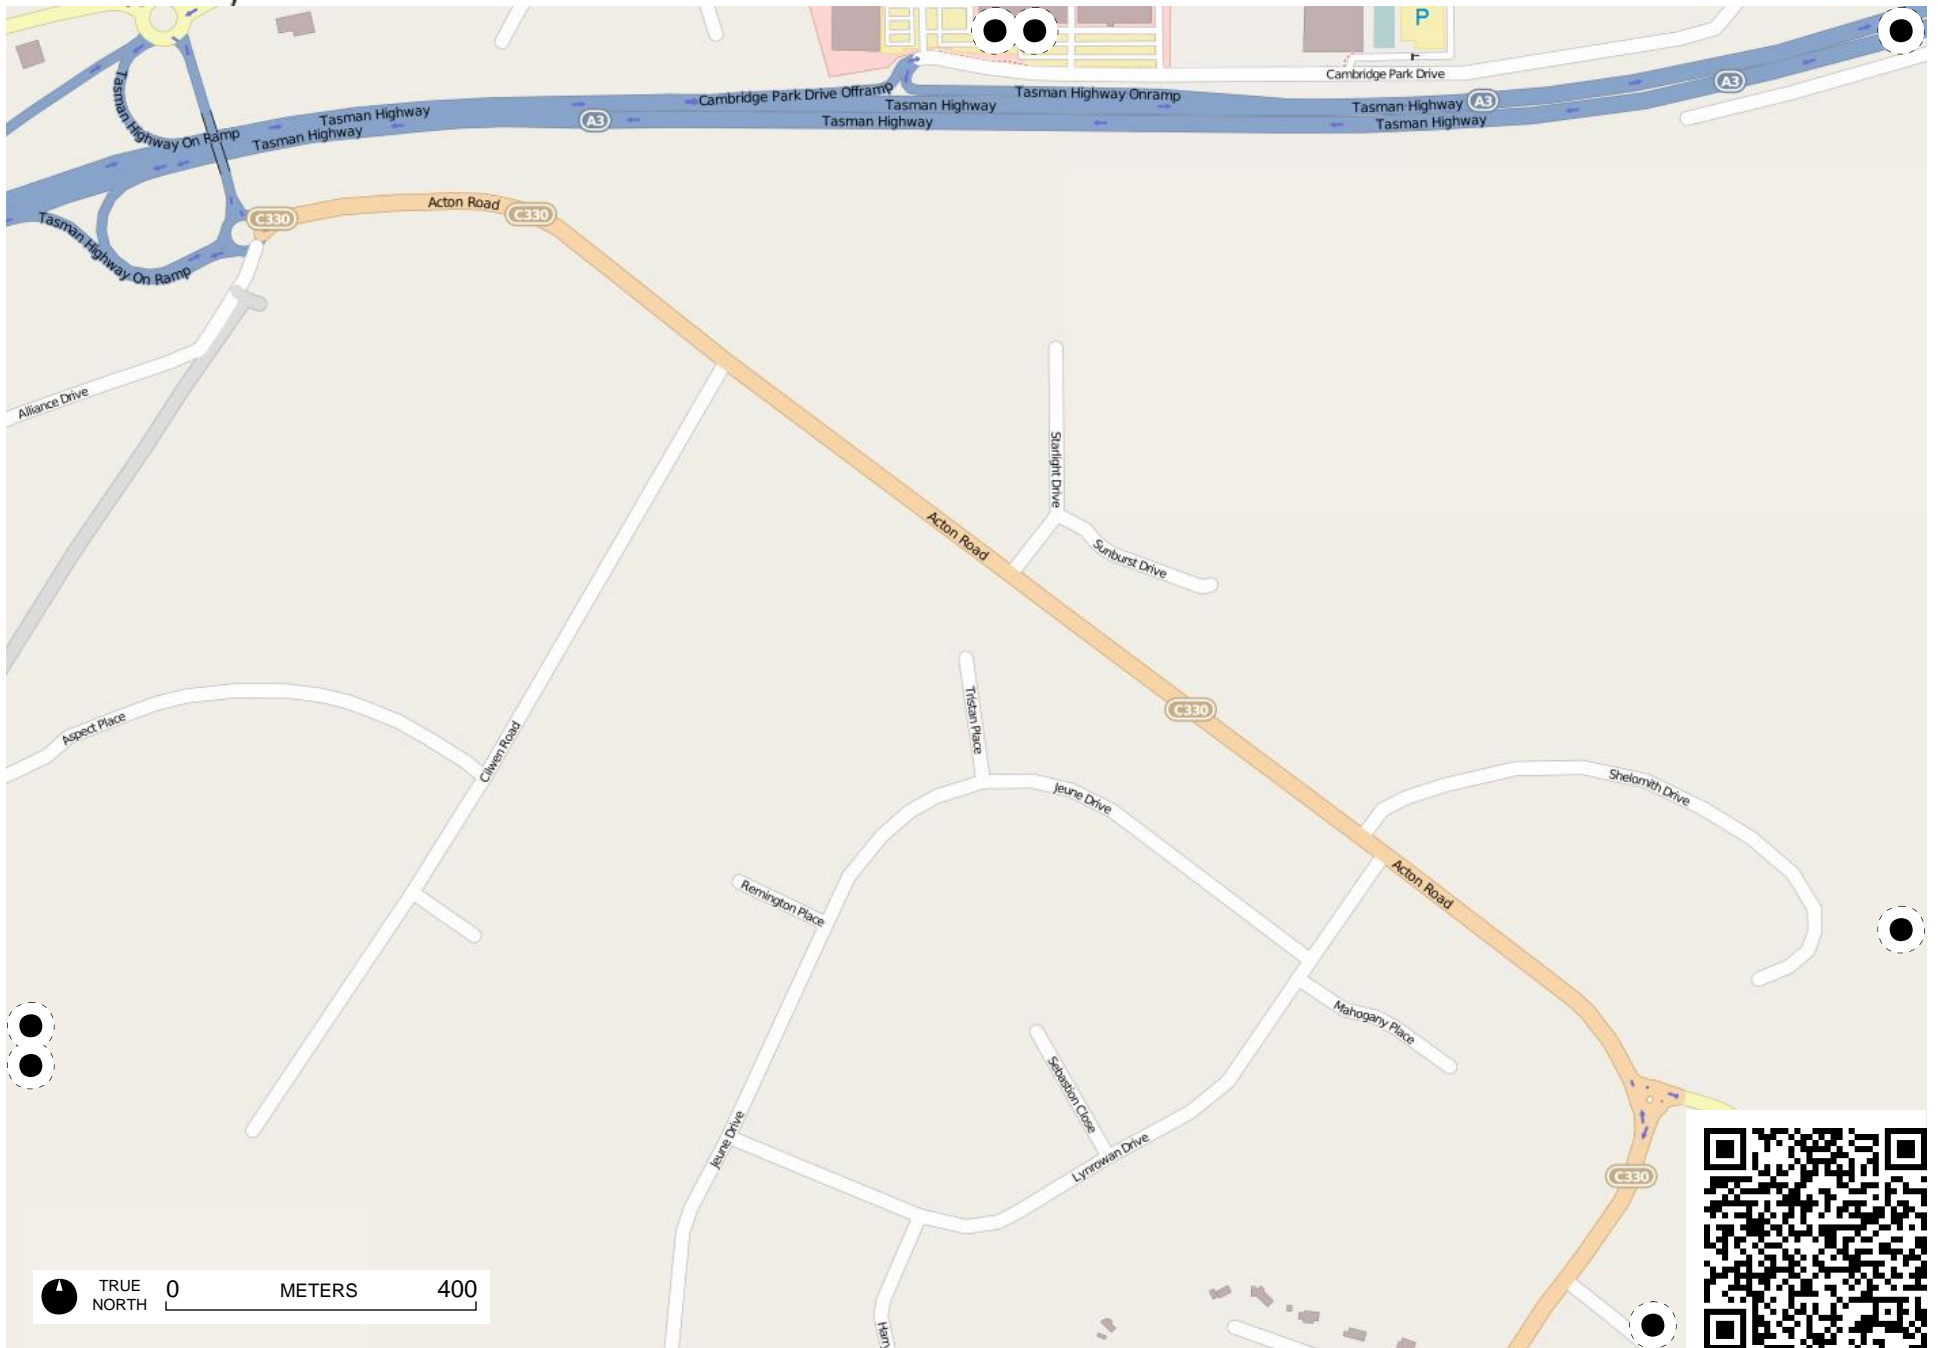 P
Cambridge Park Drive
A3
Cambridge Park Drive Offramp
Tasman Highway Onramp
Tasman Highway
A3
Tasman Highway
Tasman Highway
A3
Tasman Highway
Tasman Highway
Tasman Highway
Tasman Highway On Ramp
Tasman Highway
C330
Acton Road
C330
Tasman Highway On Ramp
Alliance Drive
Starlight Drive
Acton Road
Sunburst Drive
Tristan Place
C330
Aspect Place
Cilwen Road
Jeune Drive
Shelomith Drive
Acton Road
Remington Place
Mahogany Place
Sebastion Close
Jeune Drive
Lynrowan Drive
C330
TRUE
NORTH
0 METERS 400